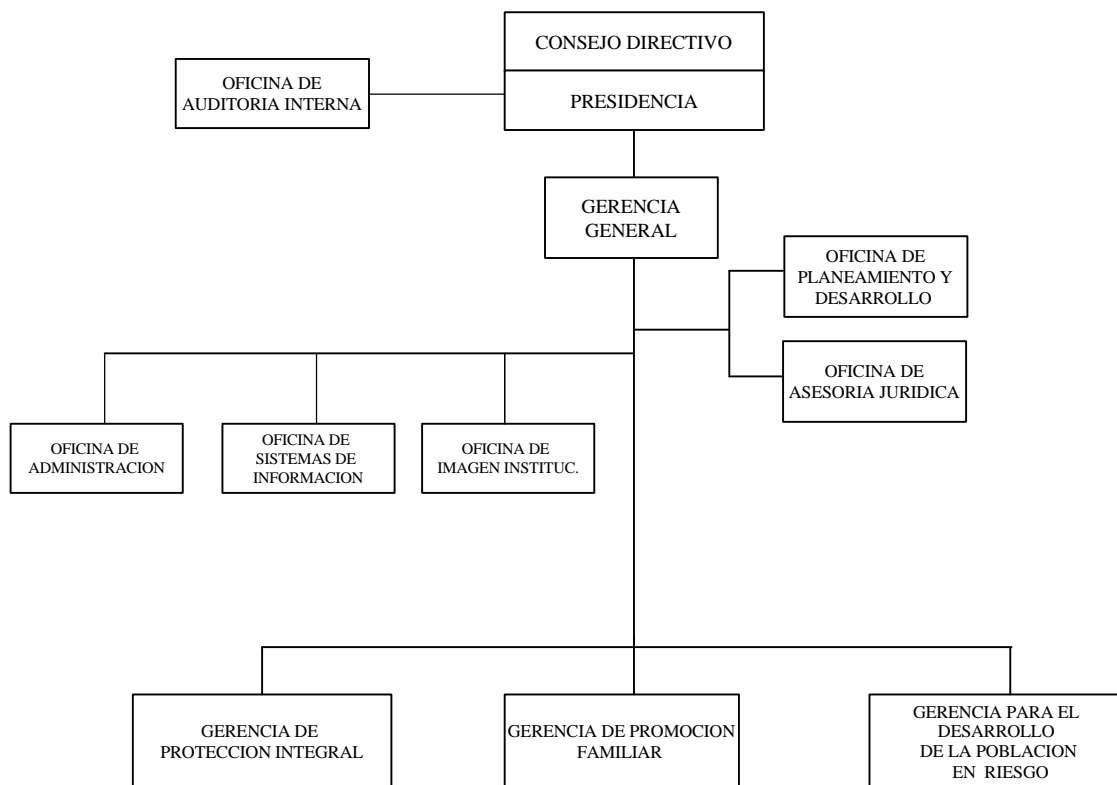 CONSEJO DIRECTIVO
OFICINA DE
AUDITORIA INTERNA
PRESIDENCIA
GERENCIA
GENERAL
OFICINA DE
PLANEAMIENTO Y
DESARROLLO
OFICINA DE
ASESORIA JURIDICA
OFICINA DE
ADMINISTRACION
OFICINA DE
SISTEMAS DE
INFORMACION
OFICINA DE
IMAGEN INSTITUC.
GERENCIA DE
PROTECCION INTEGRAL
GERENCIA DE PROMOCION
FAMILIAR
GERENCIA PARA EL
DESARROLLO
DE LA POBLACION
EN RIESGO